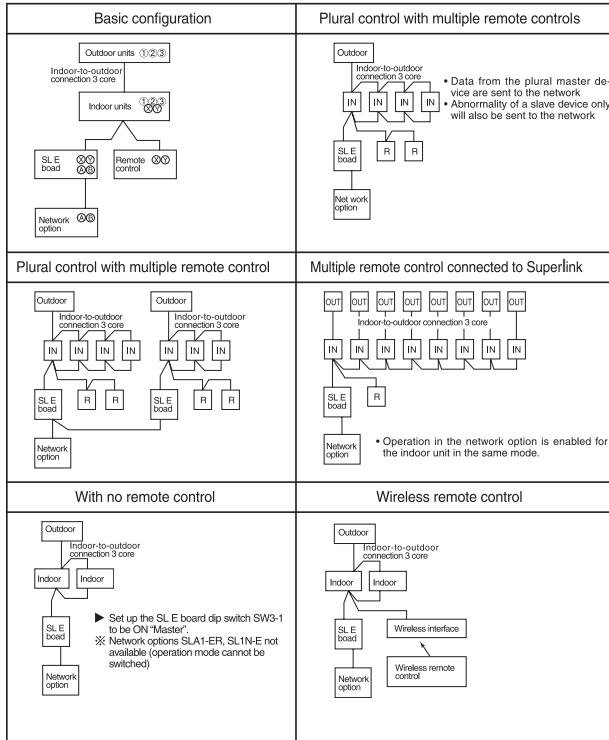 Basic configuration
Outdoor units ①②③
Indoor-to-outdoor
connection 3 core
Indoor units ①②③
ⓍⓎ
SL E
boad
ⓍⓎ
ⒶⒷ
Remote
control
ⓍⓎ
Network
option
ⒶⒷ
Plural control with multiple remote controls
Outdoor
Indoor-to-outdoor
connection 3 core
IN IN IN IN
SL E
boad
R R
Net work
option
• Data from the plural master de-
vice are sent to the network
• Abnormality of a slave device only
will also be sent to the network
Plural control with multiple remote control
Outdoor Outdoor
Indoor-to-outdoor
connection 3 core
Indoor-to-outdoor
connection 3 core
IN IN IN IN IN IN IN IN
SL E
boad
R R
SL E
boad
R R
Network
option
Multiple remote control connected to Superlink
OUT OUT OUT OUT OUT OUT OUT OUT
Indoor-to-outdoor connection 3 core
IN IN IN IN IN IN IN IN
SL E
boad
R
Network
option
• Operation in the network option is enabled for
the indoor unit in the same mode.
With no remote control
Outdoor
Indoor-to-outdoor
connection 3 core
Indoor Indoor
SL E
boad
Network
option
▶ Set up the SL E board dip switch SW3-1
to be ON “Master”.
※ Network options SLA1-ER, SL1N-E not
available (operation mode cannot be
switched)
Wireless remote control
Outdoor
Indoor-to-outdoor
connection 3 core
Indoor Indoor
SL E
boad
Wireless interface
Wireless remote
control
Network
option